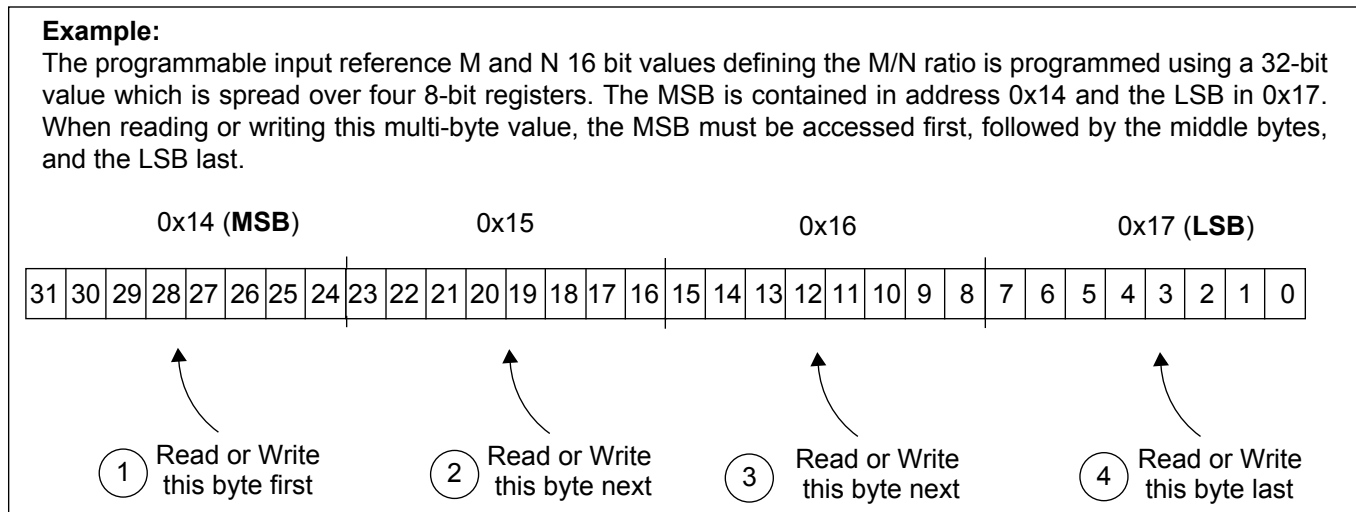 Example:
The programmable input reference M and N 16 bit values defining the M/N ratio is programmed using a 32-bit
value which is spread over four 8-bit registers. The MSB is contained in address 0x14 and the LSB in 0x17.
When reading or writing this multi-byte value, the MSB must be accessed first, followed by the middle bytes,
and the LSB last.
0x14 (MSB) 0x15 0x16 0x17 (LSB)
31 30 29 28 27 26 25 24 23 22 21 20 19 18 17 16 15 14 13 12 11 10 9 8 7 6 5 4 3 2 1 0
1 Read or Write this byte first
2 Read or Write this byte next
3 Read or Write this byte next
4 Read or Write this byte last